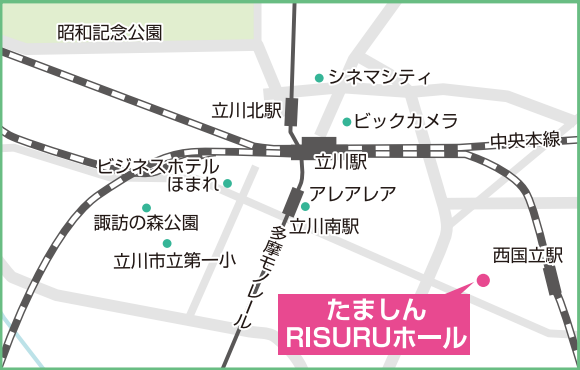 昭和記念公園
シネマシティ
立川北駅
ビックカメラ
中央本線
立川駅
ビジネスホテル
ほまれ
アレアレア
諏訪の森公園
立川南駅
多摩モノレール
立川市立第一小
西国立駅
たましん
RISURUホール